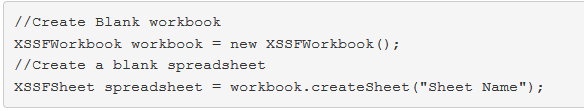 //Create Blank workbook
XSSFWorkbook workbook = new XSSFWorkbook();
//Create a blank spreadsheet
XSSFSheet spreadsheet = workbook.createSheet("Sheet Name");